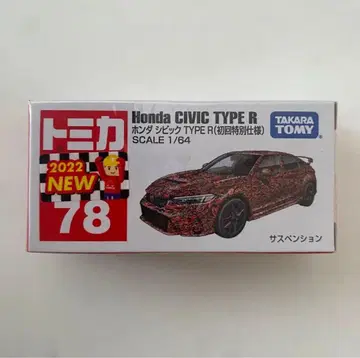 トミカ
2022
NEW
78
Honda CIVIC TYPE R
ホンダ シビック TYPE R(初回特別仕様)
SCALE 1/64
TAKARA
TOMY
サスペンション